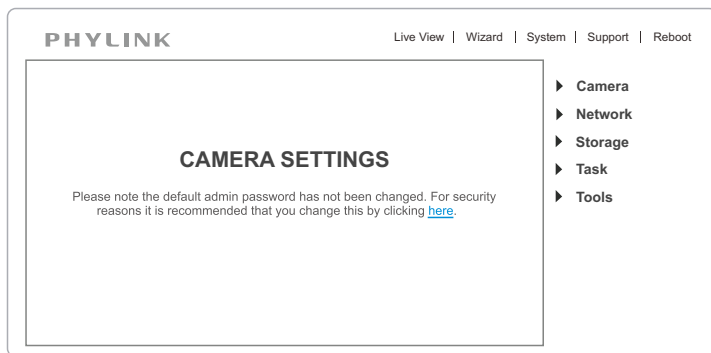 PHYLINK
Live View | Wizard | System | Support | Reboot
CAMERA SETTINGS
Please note the default admin password has not been changed. For security
reasons it is recommended that you change this by clicking here.
Camera
Network
Storage
Task
Tools